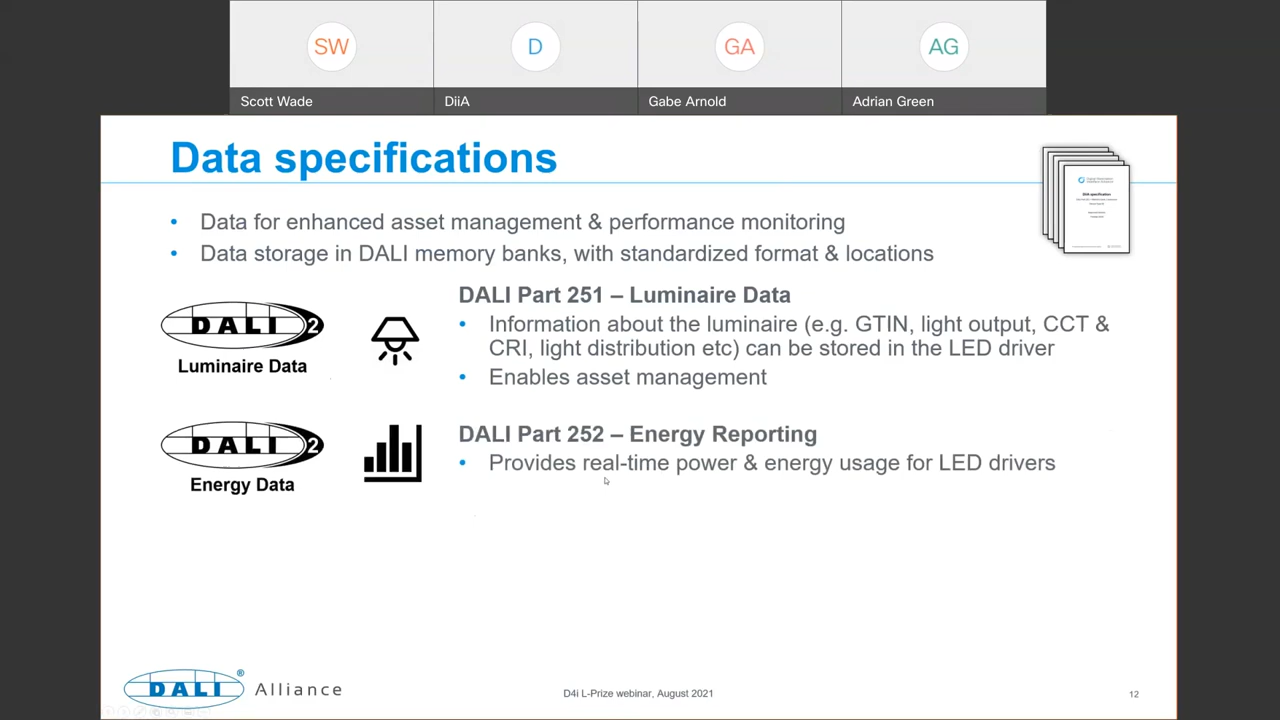 SW
D
GA
AG
Scott Wade
DiiA
Gabe Arnold
Adrian Green
Data specifications
• Data for enhanced asset management & performance monitoring
• Data storage in DALI memory banks, with standardized format & locations
DALI 2
Luminaire Data
DALI Part 251 – Luminaire Data
• Information about the luminaire (e.g. GTIN, light output, CCT &
CRI, light distribution etc) can be stored in the LED driver
• Enables asset management
DALI 2
Energy Data
DALI Part 252 – Energy Reporting
• Provides real-time power & energy usage for LED drivers
DALI ® Alliance
D4i L-Prize webinar, August 2021
12